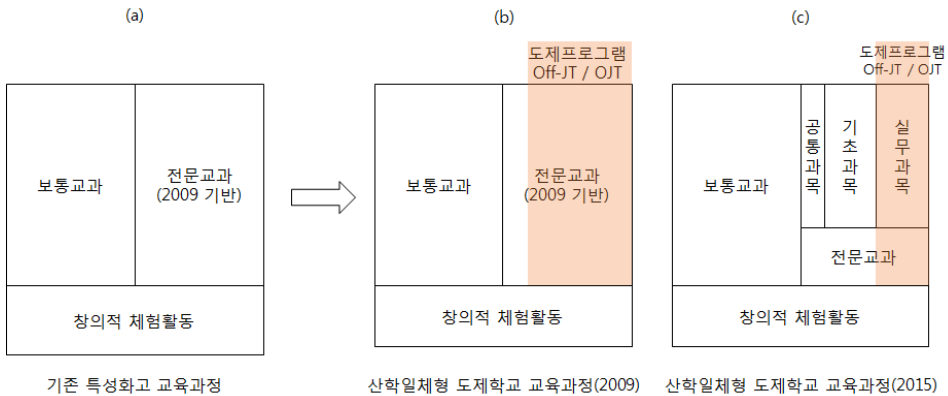 (a)
보통교과
전문교과
(2009 기반)
창의적 체험활동
기존 특성화고 교육과정
(b)
도제프로그램
Off-JT / OJT
보통교과
전문교과
(2009 기반)
창의적 체험활동
산학일체형 도제학교 교육과정(2009)
(c)
도제프로그램
Off-JT / OJT
보통교과
공통과목
기초과목
실무과목
전문교과
창의적 체험활동
산학일체형 도제학교 교육과정(2015)